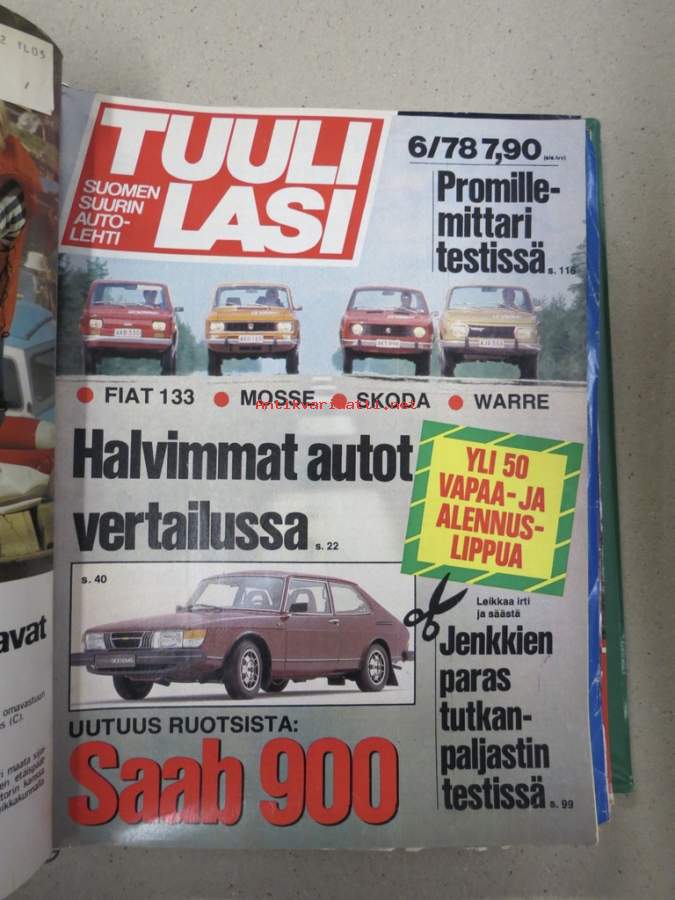 TUULI
LASI
SUOMEN
SUURIN
AUTO-
LEHTI
6/78 7,90
Promille-
mittari
testissä s. 116
FIAT 133 MOSSE SKODA WARRE
Antikvariaatti.net
Halvimmat autot
vertailussa s. 22
YLI 50
VAPAA- JA
ALENNUS-
LIPPUA
s. 40
Leikkaa irti
ja säästä
Jenkkien
paras
tutkan-
paljastin
testissä s. 99
UUTUUS RUOTSISTA:
Saab 900
avat
omavastuun
s (C).